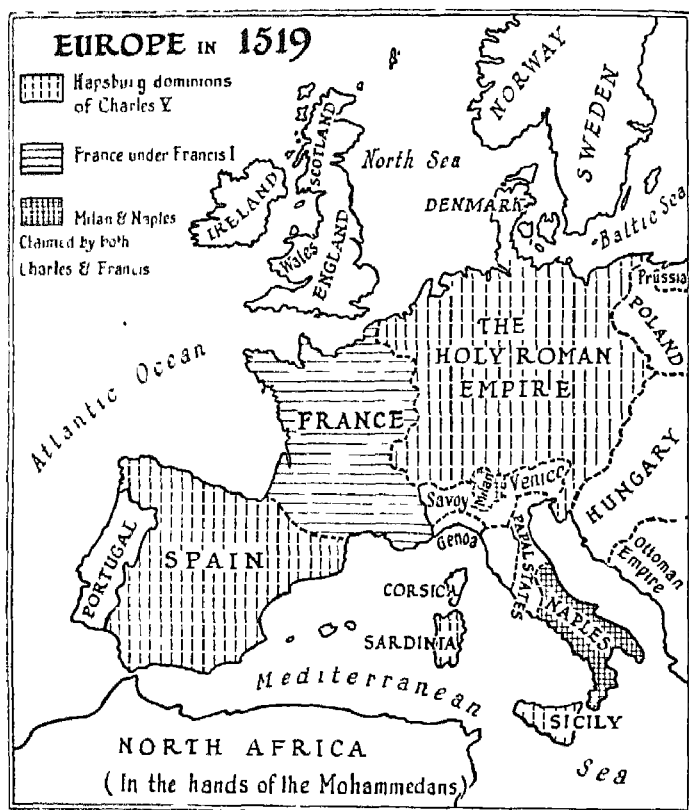 EUROPE IN 1519
Hapsburg dominions
of Charles V
France under Francis I
Milan & Naples
Claimed by both
Charles & Francis
NORWAY
SWEDEN
North Sea
SCOTLAND
IRELAND
DENMARK
Baltic Sea
Wales
ENGLAND
Prussia
POLAND
THE
HOLY ROMAN
EMPIRE
Atlantic Ocean
FRANCE
HUNGARY
Savoy
Milan
Venice
Genoa
Ottoman
Empire
PORTUGAL
SPAIN
PAPAL STATES
CORSICA
NAPLES
SARDINIA
Mediterranean
SICILY
Sea
NORTH AFRICA
(In the hands of the Mohammedans)